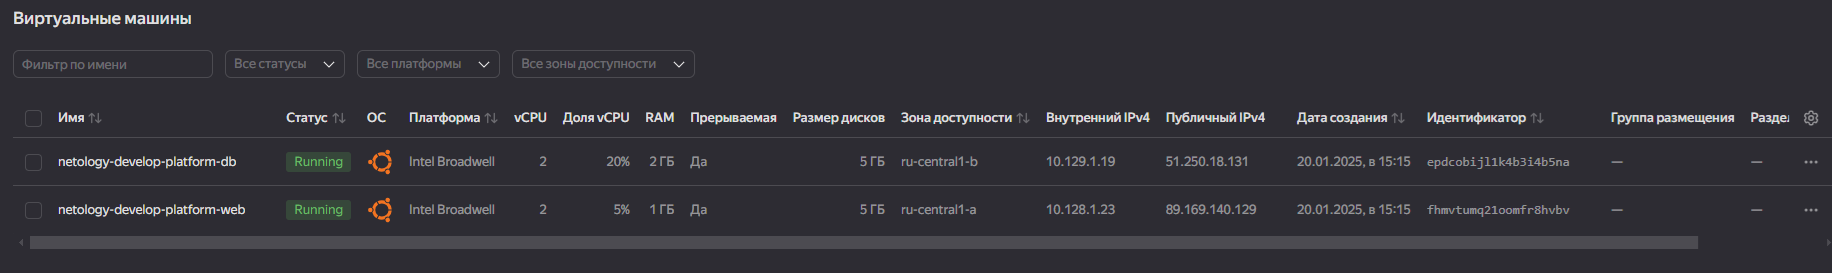 Виртуальные машины
Фильтр по имени Все статусы Все платформы Все зоны доступности
Имя Статус ОС Платформа vCPU Доля vCPU RAM Прерываемая Размер дисков Зона доступности Внутренний IPv4 Публичный IPv4 Дата создания Идентификатор Группа размещения Раздел
netology-develop-platform-db Running Intel Broadwell 2 20% 2 ГБ Да 5 ГБ ru-central1-b 10.129.1.19 51.250.18.131 20.01.2025, в 15:15 epdcobijl1k4b3i4b5na — —
netology-develop-platform-web Running Intel Broadwell 2 5% 1 ГБ Да 5 ГБ ru-central1-a 10.128.1.23 89.169.140.129 20.01.2025, в 15:15 fhmvtumq21oomfr8hvbv — —